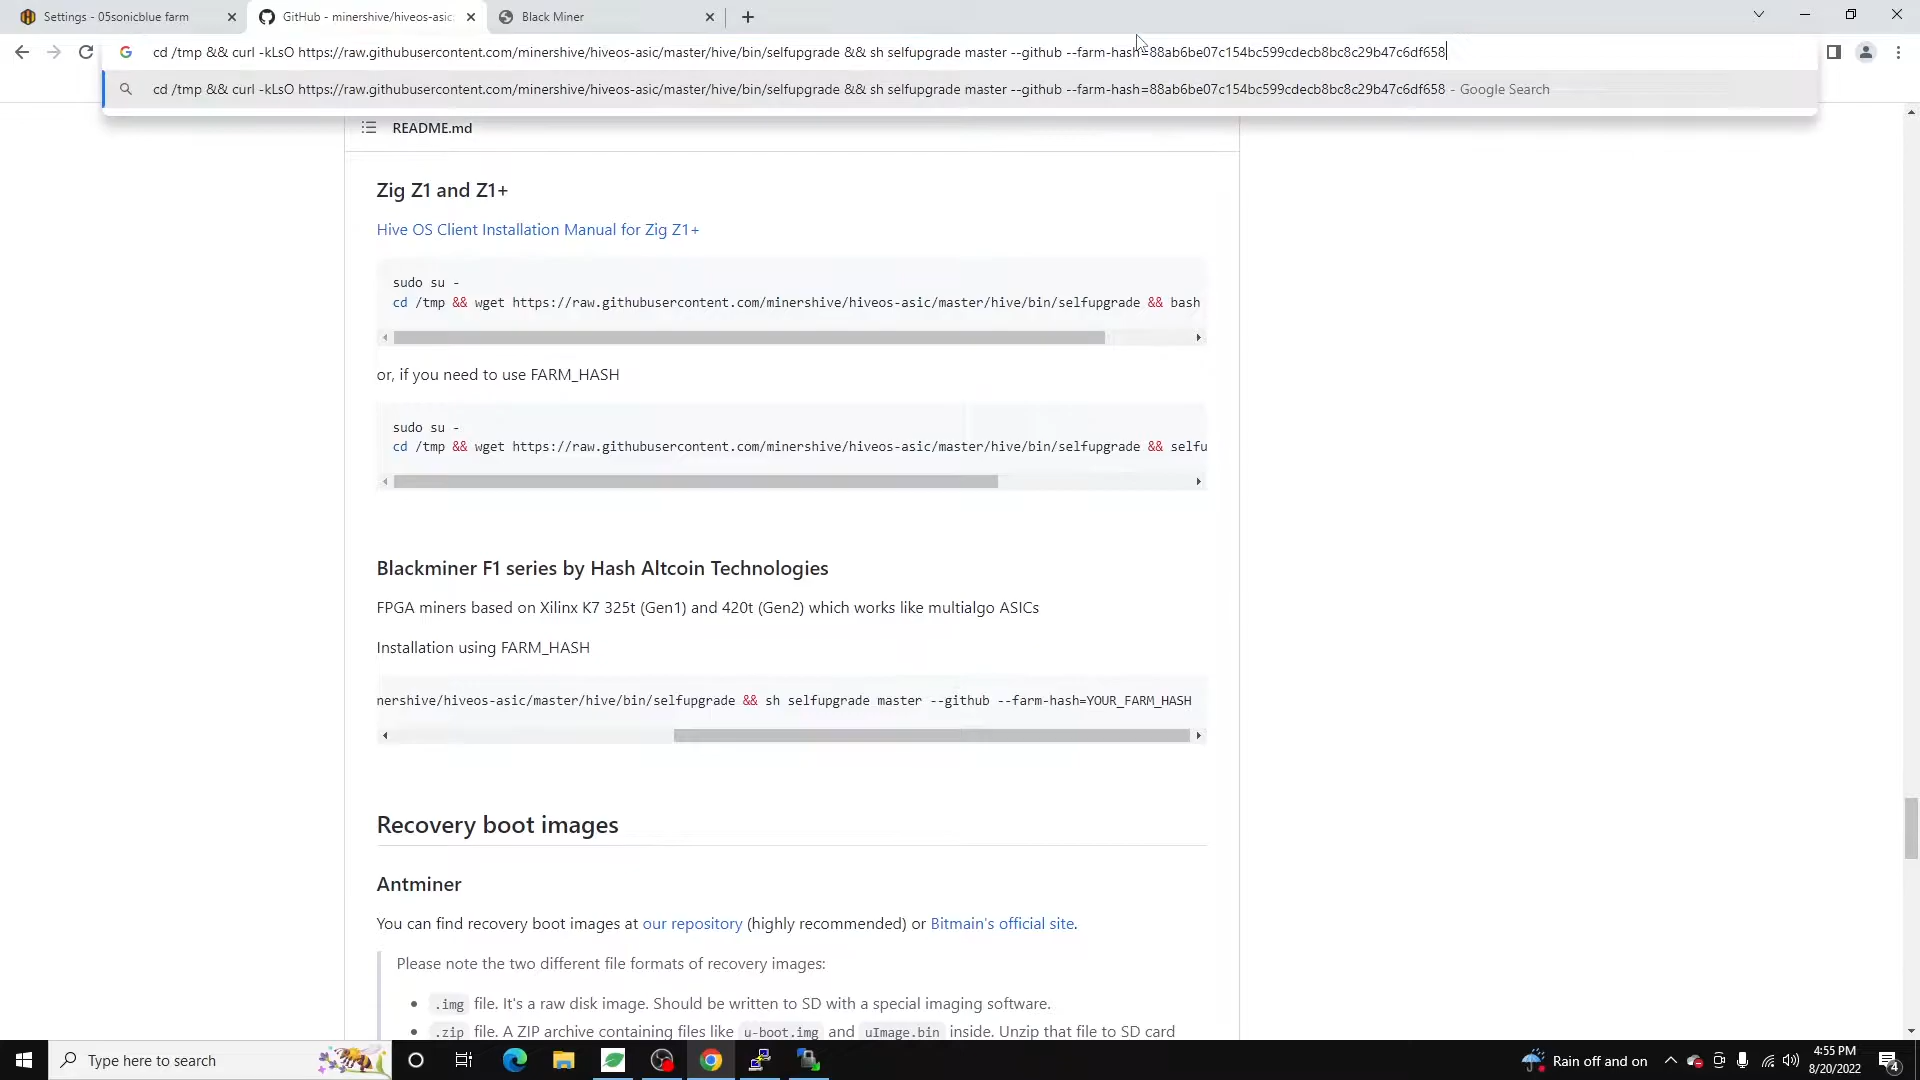 Settings - 05sonicblue farm
GitHub - minershive/hiveos-asic
Black Miner
cd /tmp && curl -kLsO https://raw.githubusercontent.com/minershive/hiveos-asic/master/hive/bin/selfupgrade && sh selfupgrade master --github --farm-hash=88ab6be07c154bc599cdecb8bc8c29b47c6df658
cd /tmp && curl -kLsO https://raw.githubusercontent.com/minershive/hiveos-asic/master/hive/bin/selfupgrade && sh selfupgrade master --github --farm-hash=88ab6be07c154bc599cdecb8bc8c29b47c6df658 - Google Search
README.md
Zig Z1 and Z1+
Hive OS Client Installation Manual for Zig Z1+
sudo su -
cd /tmp && wget https://raw.githubusercontent.com/minershive/hiveos-asic/master/hive/bin/selfupgrade && bash
or, if you need to use FARM_HASH
sudo su -
cd /tmp && wget https://raw.githubusercontent.com/minershive/hiveos-asic/master/hive/bin/selfupgrade && selfu
Blackminer F1 series by Hash Altcoin Technologies
FPGA miners based on Xilinx K7 325t (Gen1) and 420t (Gen2) which works like multialgo ASICs
Installation using FARM_HASH
nershive/hiveos-asic/master/hive/bin/selfupgrade && sh selfupgrade master --github --farm-hash=YOUR_FARM_HASH
Recovery boot images
Antminer
You can find recovery boot images at our repository (highly recommended) or Bitmain's official site.
Please note the two different file formats of recovery images:
.img file. It's a raw disk image. Should be written to SD with a special imaging software.
.zip file. A ZIP archive containing files like u-boot.img and uImage.bin inside. Unzip that file to SD card
Type here to search
Rain off and on
4:55 PM
8/20/2022
4